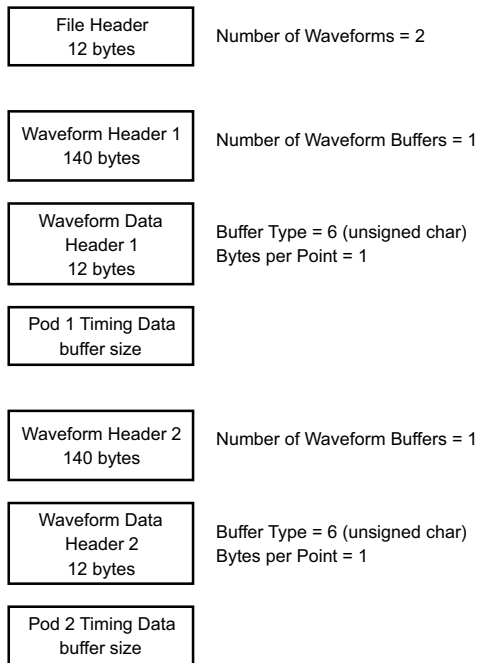 File Header
12 bytes
Number of Waveforms = 2
Waveform Header 1
140 bytes
Number of Waveform Buffers = 1
Waveform Data
Header 1
12 bytes
Buffer Type = 6 (unsigned char)
Bytes per Point = 1
Pod 1 Timing Data
buffer size
Waveform Header 2
140 bytes
Number of Waveform Buffers = 1
Waveform Data
Header 2
12 bytes
Buffer Type = 6 (unsigned char)
Bytes per Point = 1
Pod 2 Timing Data
buffer size